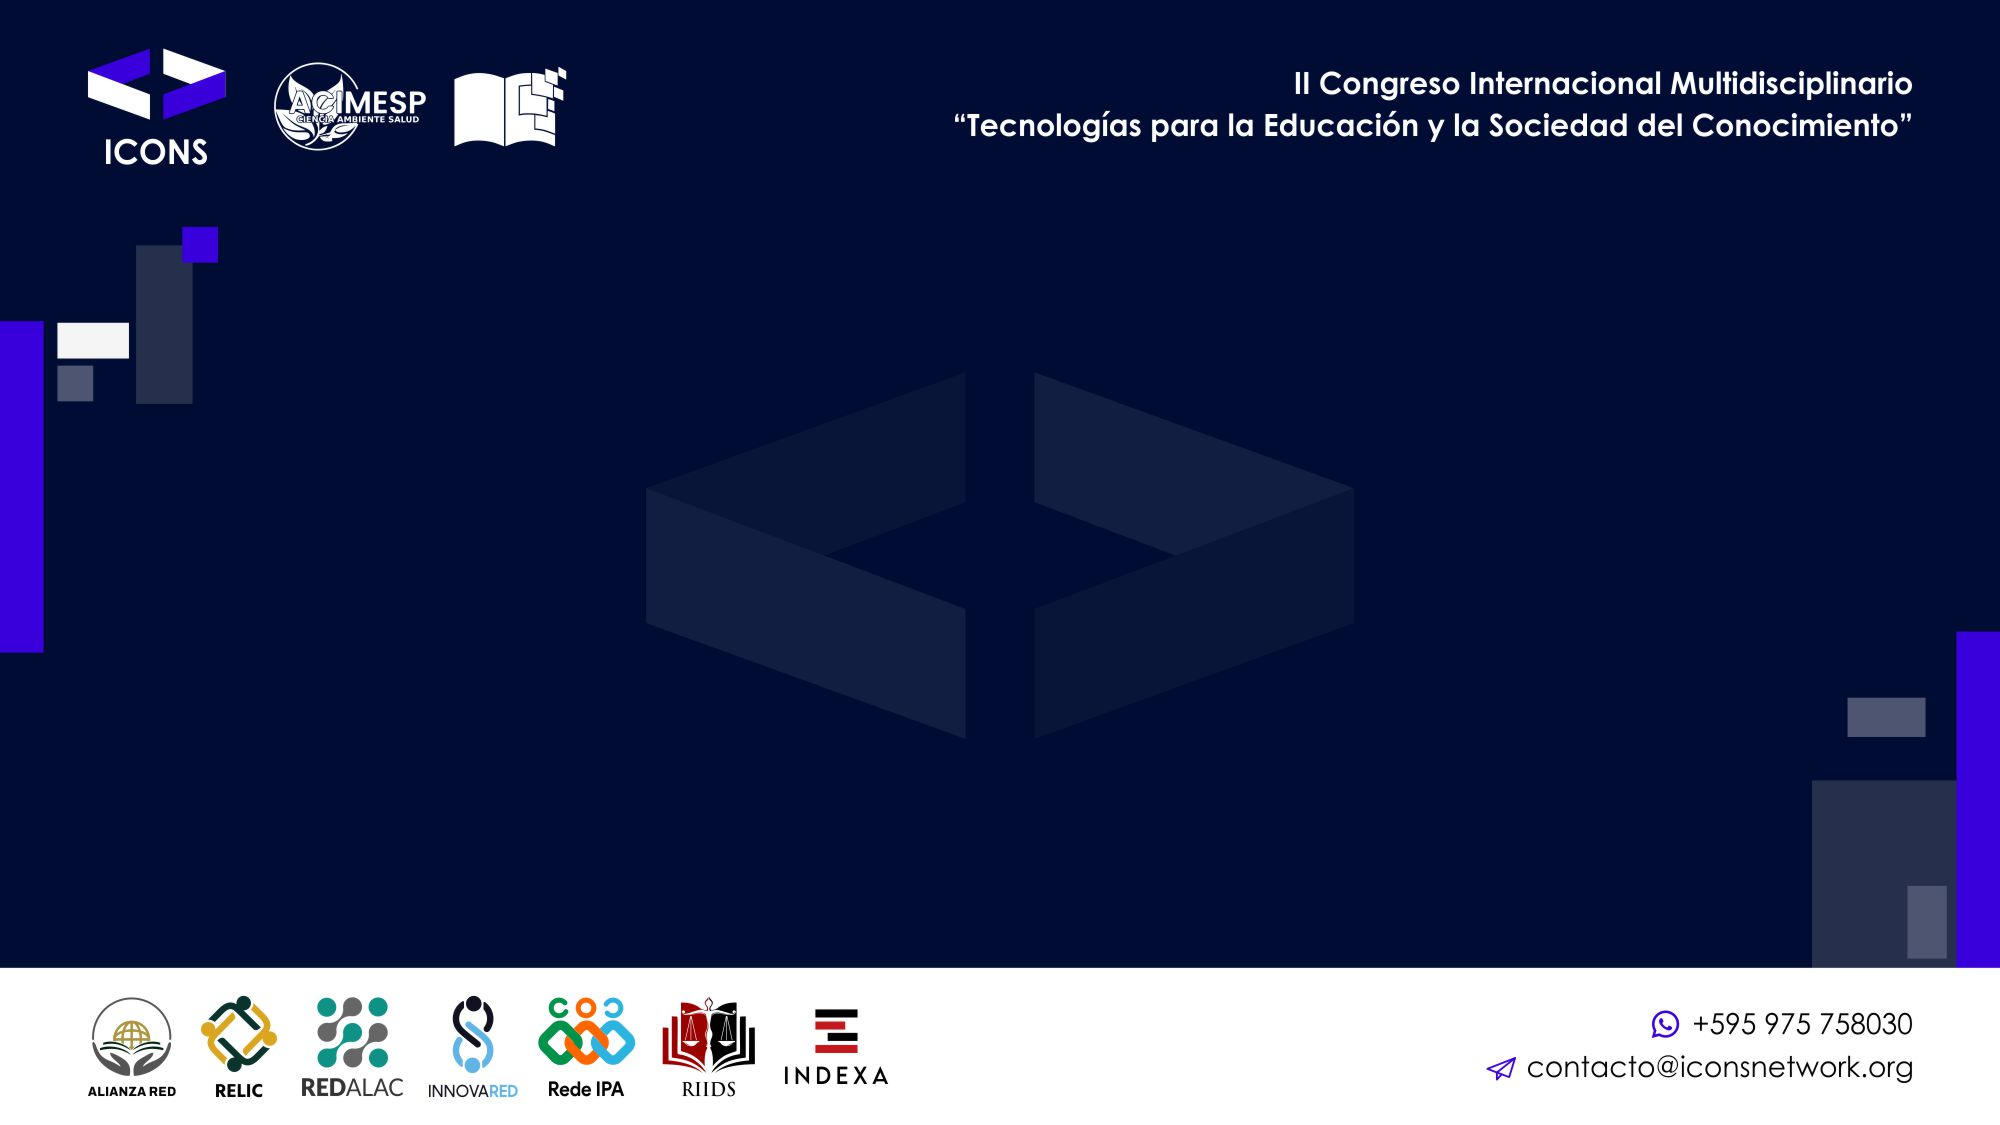 ICONS
ACIMESP
CIENCIA AMBIENTE SALUD
II Congreso Internacional Multidisciplinario
“Tecnologías para la Educación y la Sociedad del Conocimiento”
ALIANZA RED
RELIC
REDALAC
INNOVARED
Rede IPA
RIIDS
INDEXA
+595 975 758030
contacto@iconsnetwork.org